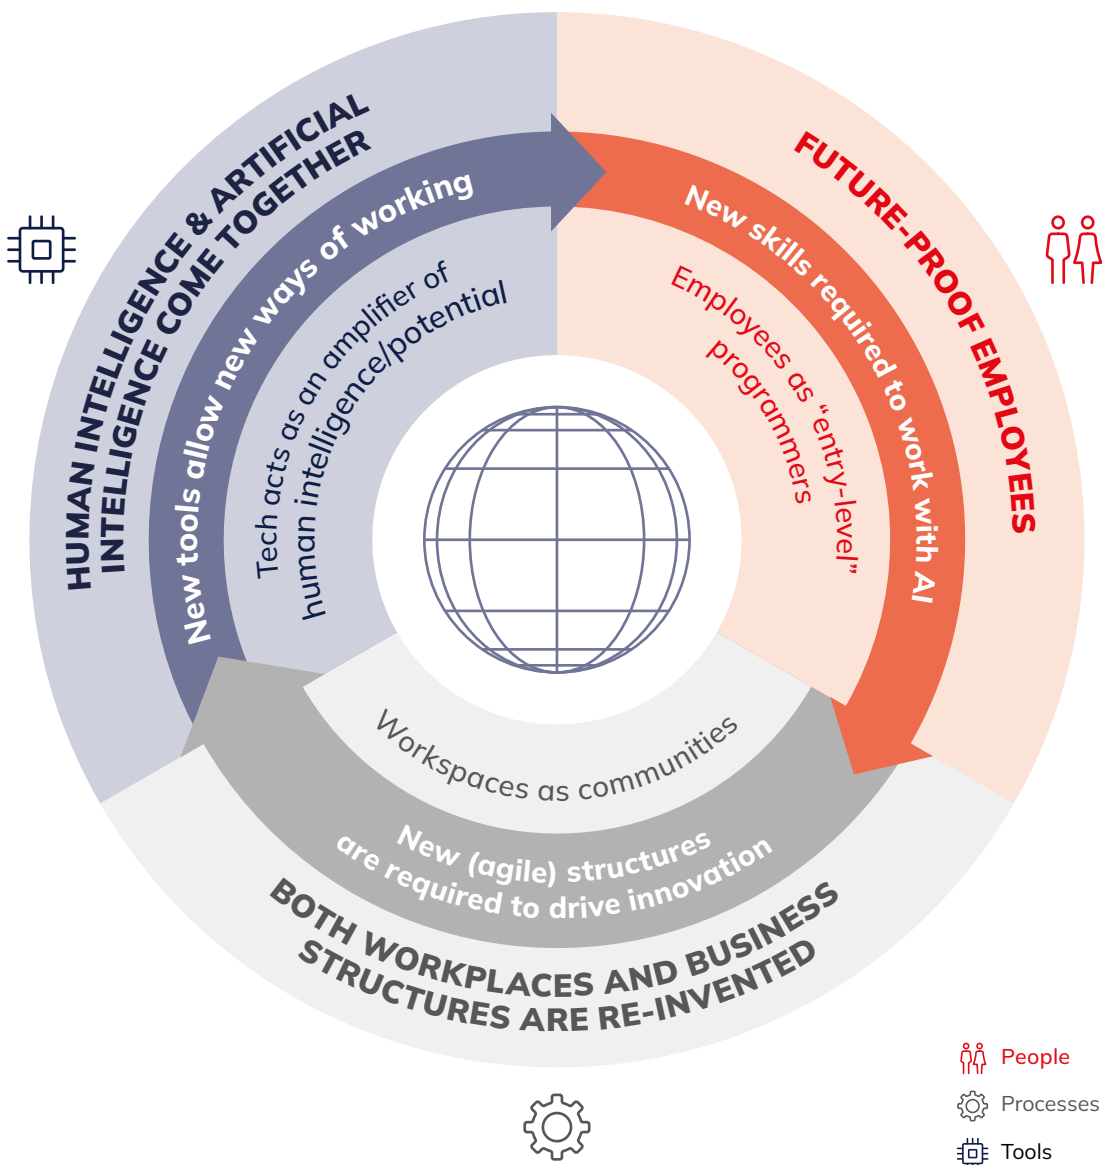 HUMAN INTELLIGENCE & ARTIFICIAL
INTELLIGENCE COME TOGETHER
New tools allow new ways of working
Tech acts as an amplifier of
human intelligence/potential
FUTURE-PROOF EMPLOYEES
New skills required to work with AI
Employees as “entry-level”
programmers
Workspaces as communities
New (agile) structures
are required to drive innovation
BOTH WORKPLACES AND BUSINESS
STRUCTURES ARE RE-INVENTED
People
Processes
Tools